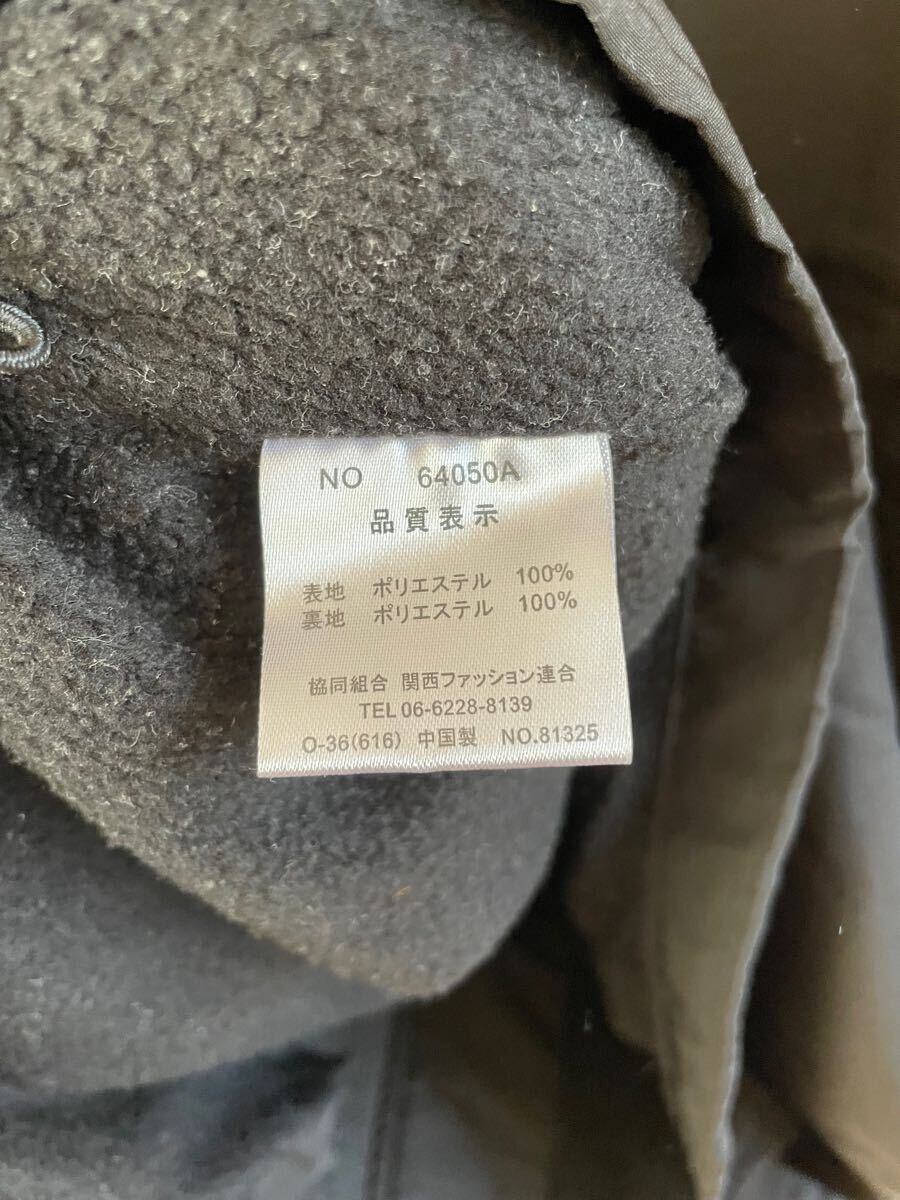 NO 64050A
品質表示
表地 ポリエステル 100%
裏地 ポリエステル 100%
協同組合 関西ファッション連合
TEL 06-6228-8139
O-36(616) 中国製 NO.81325